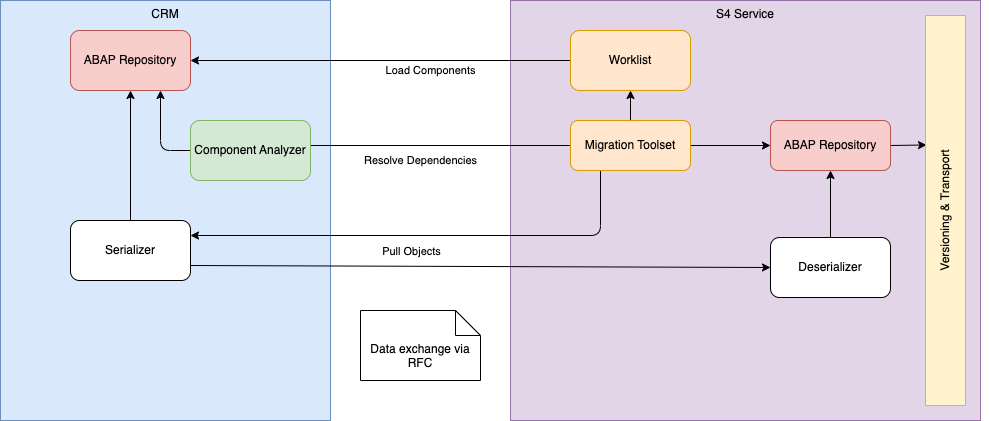 CRM
S4 Service
ABAP Repository
Worklist
Load Components
Component Analyzer
Migration Toolset
ABAP Repository
Resolve Dependencies
Versioning & Transport
Serializer
Pull Objects
Deserializer
Data exchange via
RFC